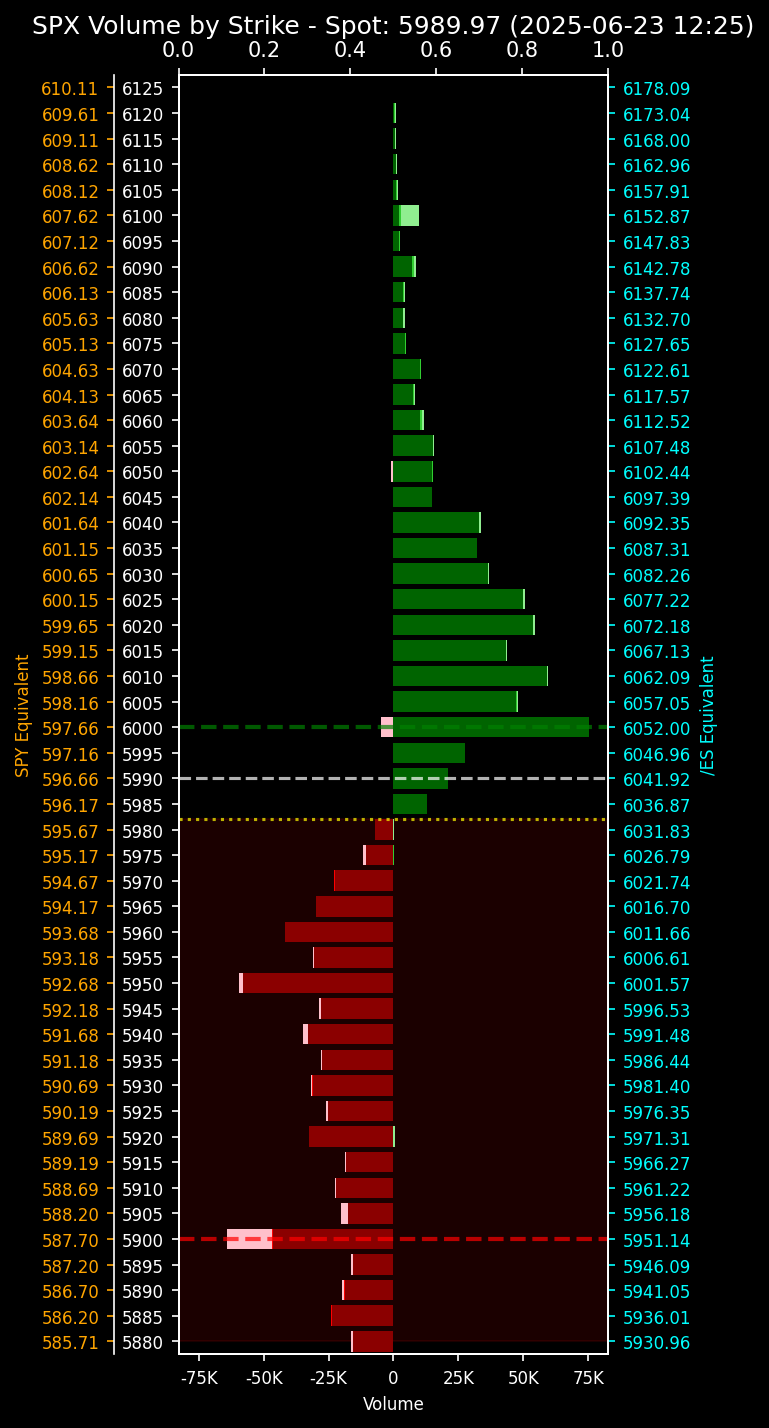 SPX Volume by Strike - Spot: 5989.97 (2025-06-23 12:25)
0.0 0.2 0.4 0.6 0.8 1.0
610.11 6125 6178.09
609.61 6120 6173.04
609.11 6115 6168.00
608.62 6110 6162.96
608.12 6105 6157.91
607.62 6100 6152.87
607.12 6095 6147.83
606.62 6090 6142.78
606.13 6085 6137.74
605.63 6080 6132.70
605.13 6075 6127.65
604.63 6070 6122.61
604.13 6065 6117.57
603.64 6060 6112.52
603.14 6055 6107.48
602.64 6050 6102.44
602.14 6045 6097.39
601.64 6040 6092.35
601.15 6035 6087.31
600.65 6030 6082.26
600.15 6025 6077.22
599.65 6020 6072.18
599.15 6015 6067.13
598.66 6010 6062.09
598.16 6005 6057.05
597.66 6000 6052.00
597.16 5995 6046.96
596.66 5990 6041.92
596.17 5985 6036.87
595.67 5980 6031.83
595.17 5975 6026.79
594.67 5970 6021.74
594.17 5965 6016.70
593.68 5960 6011.66
593.18 5955 6006.61
592.68 5950 6001.57
592.18 5945 5996.53
591.68 5940 5991.48
591.18 5935 5986.44
590.69 5930 5981.40
590.19 5925 5976.35
589.69 5920 5971.31
589.19 5915 5966.27
588.69 5910 5961.22
588.20 5905 5956.18
587.70 5900 5951.14
587.20 5895 5946.09
586.70 5890 5941.05
586.20 5885 5936.01
585.71 5880 5930.96
SPY Equivalent
/ES Equivalent
-75K -50K -25K 0 25K 50K 75K
Volume